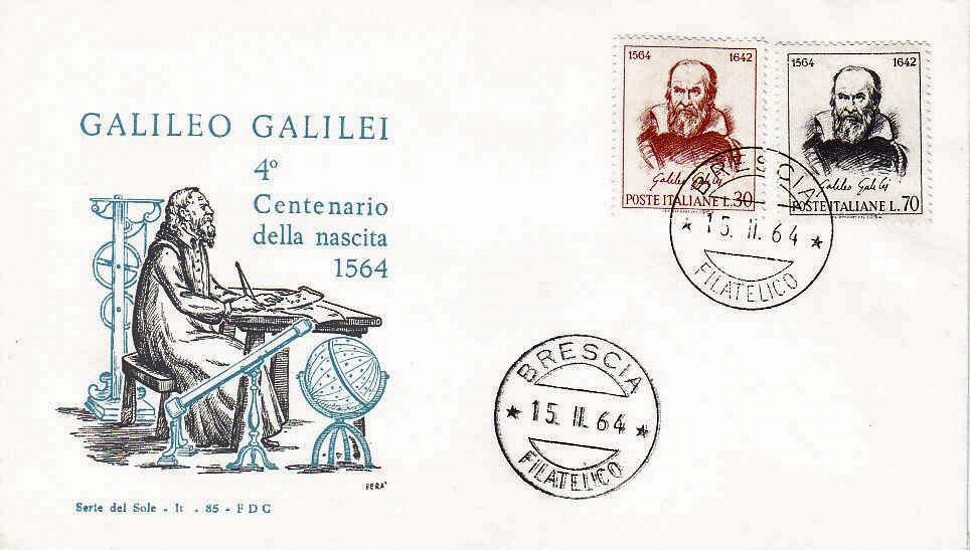 GALILEO GALILEI
4º
Centenario
della nascita
1564
FERA'
Serie del Sole - It . 85 - FDC
1564 1642
Galileo Galilei
POSTE ITALIANE L.30
1564 1642
Galileo Galilei
POSTE ITALIANE L.70
BRESCIA
★ 15. II. 64 ★
FILATELICO
BRESCIA
★ 15. II. 64 ★
FILATELICO